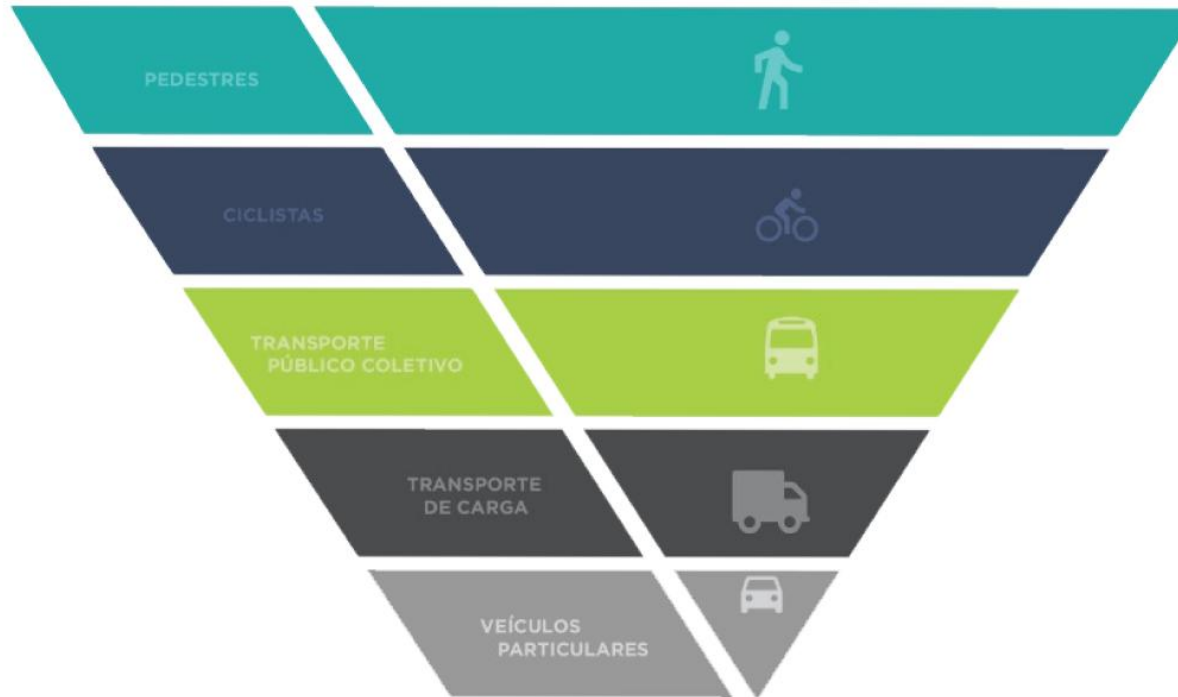 PEDESTRES
CICLISTAS
TRANSPORTE
PÚBLICO COLETIVO
TRANSPORTE
DE CARGA
VEÍCULOS
PARTICULARES